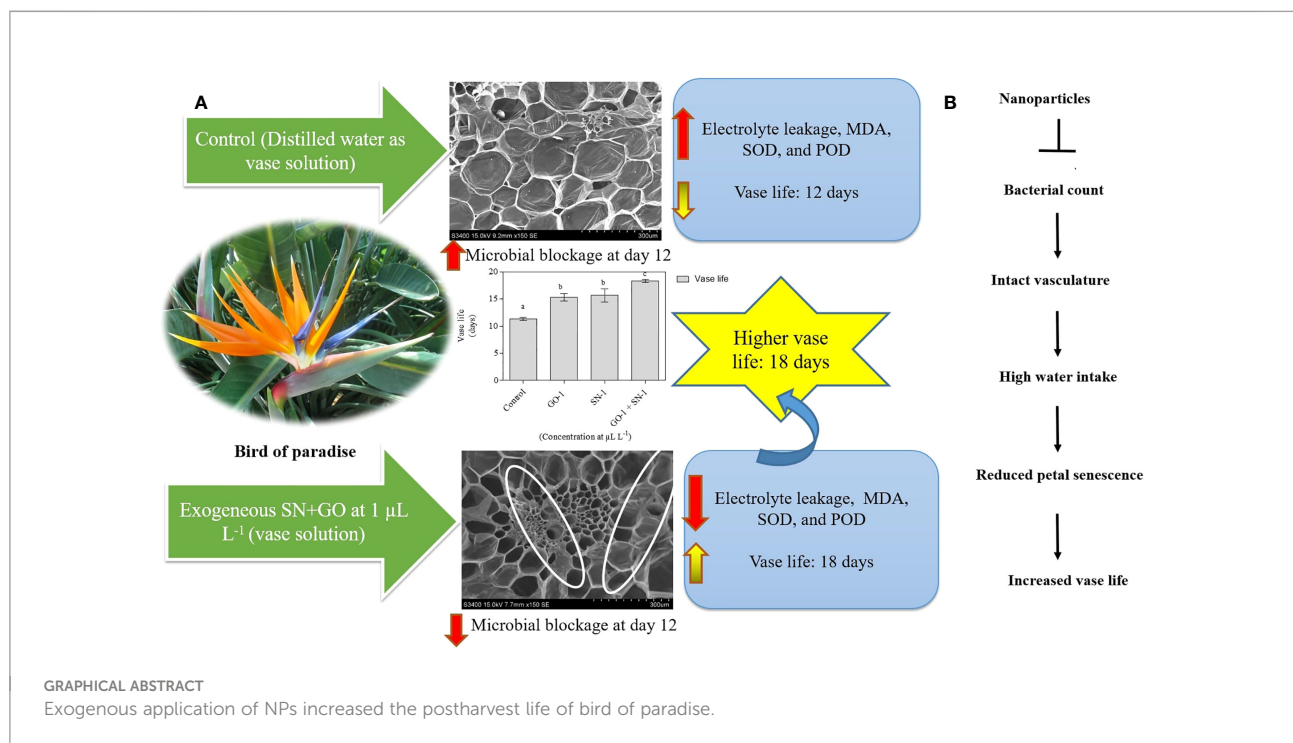 A
Control (Distilled water as
vase solution)
S3400 15.0kV 9.2mm x150 SE
300um
Microbial blockage at day 12
Electrolyte leakage, MDA,
SOD, and POD
Vase life: 12 days
Bird of paradise
Vase life
(days)
20
15
10
5
0
a
b
b
c
Vase life
Control
GO-1
SN-1
GO-1 + SN-1
(Concentration at µL L-1)
Higher vase
life: 18 days
Exogeneous SN+GO at 1 µL
L-1 (vase solution)
S3400 15.0kV 7.7mm x150 SE
300um
Microbial blockage at day 12
Electrolyte leakage, MDA,
SOD, and POD
Vase life: 18 days
B
Nanoparticles
Bacterial count
Intact vasculature
High water intake
Reduced petal senescence
Increased vase life
GRAPHICAL ABSTRACT
Exogenous application of NPs increased the postharvest life of bird of paradise.